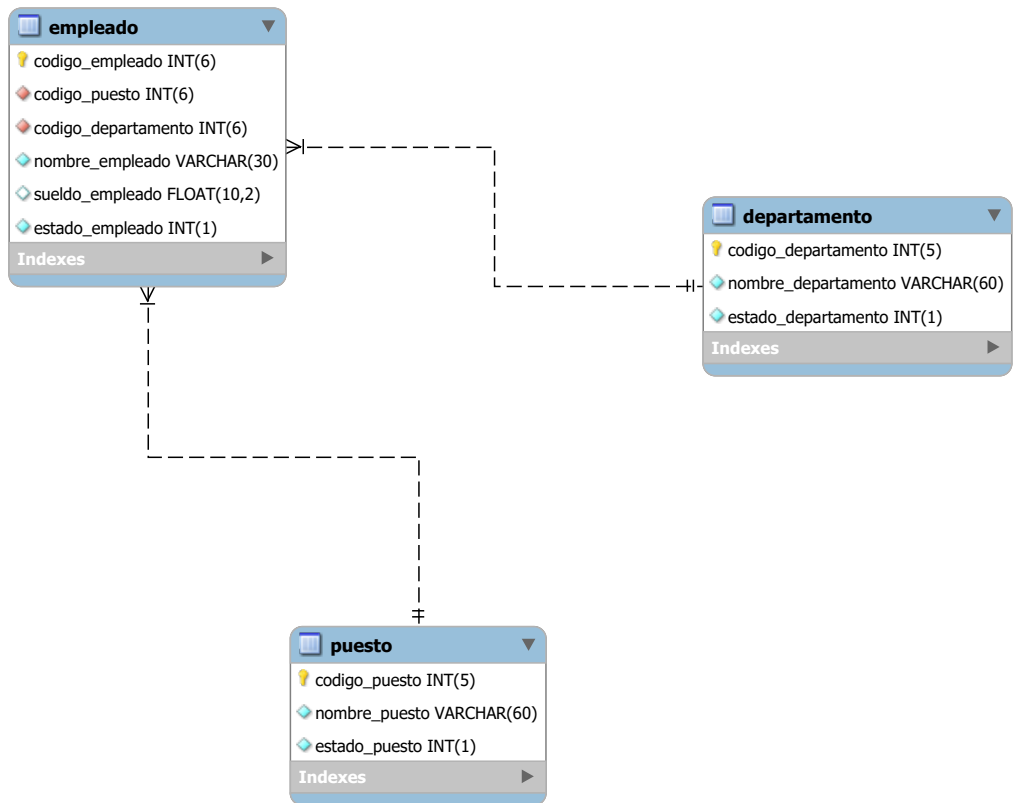 empleado
codigo_empleado INT(6)
codigo_puesto INT(6)
codigo_departamento INT(6)
nombre_empleado VARCHAR(30)
sueldo_empleado FLOAT(10,2)
estado_empleado INT(1)
Indexes
departamento
codigo_departamento INT(5)
nombre_departamento VARCHAR(60)
estado_departamento INT(1)
Indexes
puesto
codigo_puesto INT(5)
nombre_puesto VARCHAR(60)
estado_puesto INT(1)
Indexes